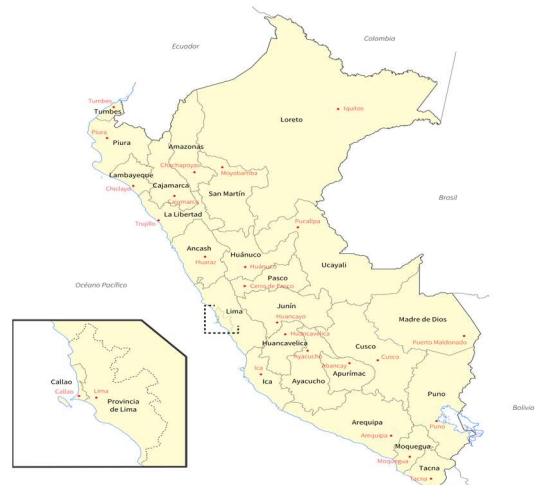 Ecuador
Colombia
Tumbes
Tumbes
Iquitos
Loreto
Piura
Piura
Amazonas
Chachapoyas
Moyobamba
Lambayeque
Chiclayo
Cajamarca
Cajamarca
San Martín
Brasil
La Libertad
Trujillo
Pucallpa
Ancash
Huaraz
Huánuco
Huánuco
Ucayali
Pasco
Cerro de Pasco
Océano Pacífico
Lima
Junín
Huancayo
Madre de Dios
Puerto Maldonado
Huancavelica
Huancavelica
Cusco
Cusco
Ayacucho
Abancay
Apurímac
Ica
Ica
Ayacucho
Puno
Puno
Bolivia
Callao
Callao
Lima
Provincia
de Lima
Arequipa
Arequipa
Moquegua
Moquegua
Tacna
Tacna